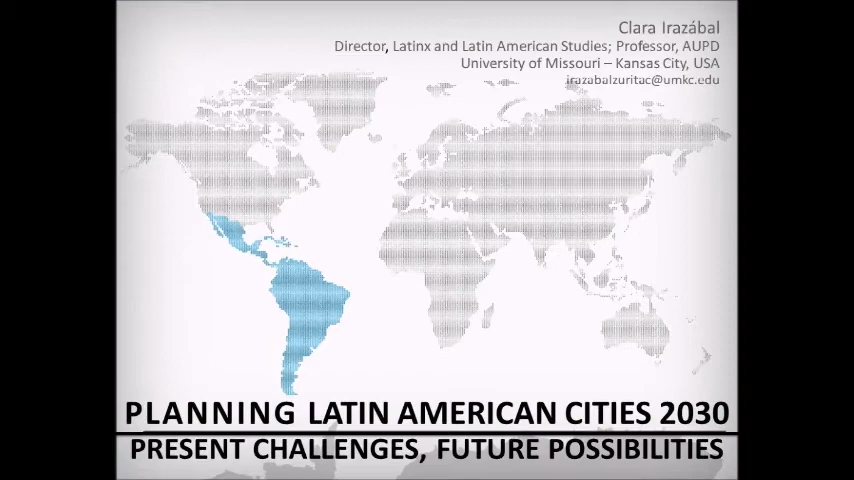 Clara Irazábal
Director, Latinx and Latin American Studies; Professor, AUPD
University of Missouri – Kansas City, USA
irazabalzuritac@umkc.edu
PLANNING LATIN AMERICAN CITIES 2030
PRESENT CHALLENGES, FUTURE POSSIBILITIES